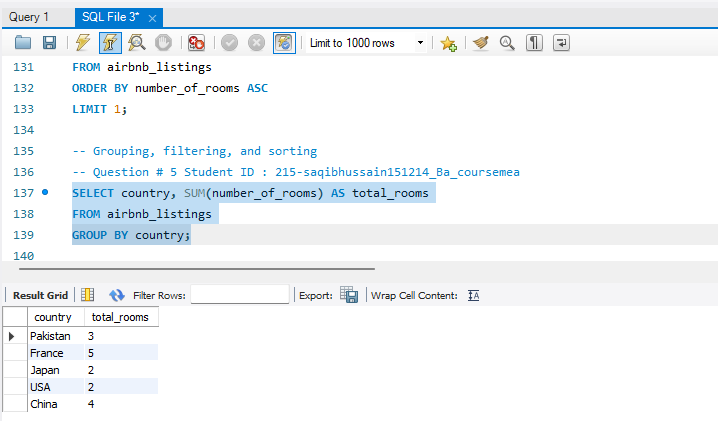 Query 1 SQL File 3* ×
Limit to 1000 rows
131 FROM airbnb_listings
132 ORDER BY number_of_rooms ASC
133 LIMIT 1;
134
135 -- Grouping, filtering, and sorting
136 -- Question # 5 Student ID : 215-saqibhussain151214_Ba_coursemea
137 SELECT country, SUM(number_of_rooms) AS total_rooms
138 FROM airbnb_listings
139 GROUP BY country;
140
Result Grid Filter Rows: Export: Wrap Cell Content: IA
country total_rooms
Pakistan 3
France 5
Japan 2
USA 2
China 4